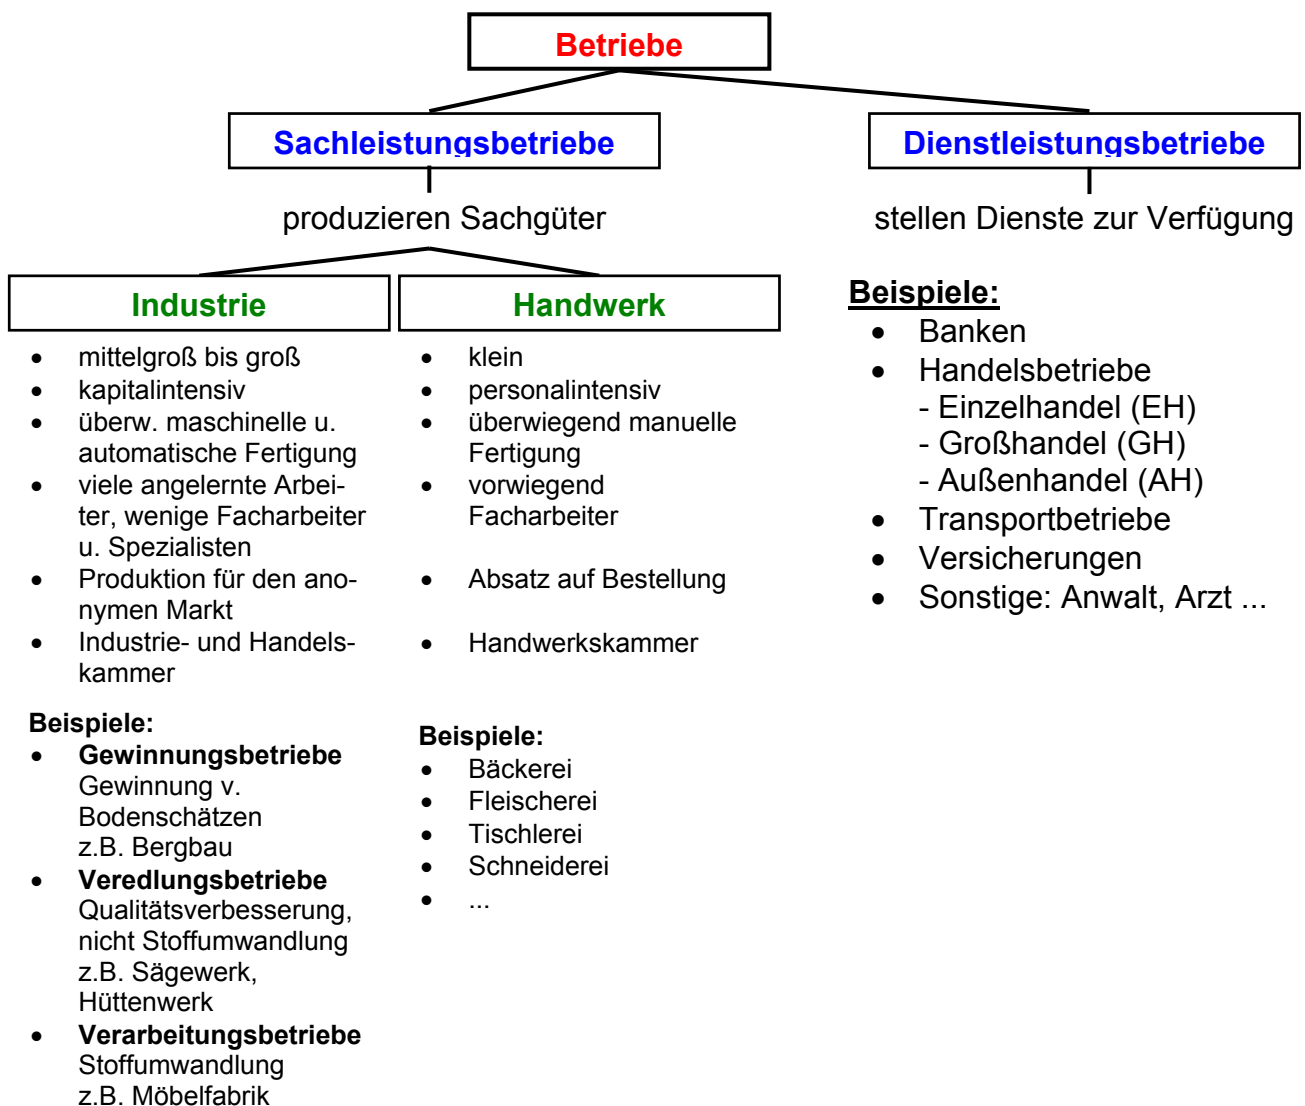 Betriebe
Sachleistungsbetriebe
Dienstleistungsbetriebe
produzieren Sachgüter
stellen Dienste zur Verfügung
Industrie
• mittelgroß bis groß
• kapitalintensiv
• überw. maschinelle u.
automatische Fertigung
• viele angelernte Arbei-
ter, wenige Facharbeiter
u. Spezialisten
• Produktion für den ano-
nymen Markt
• Industrie- und Handels-
kammer
Beispiele:
• Gewinnungsbetriebe
Gewinnung v.
Bodenschätzen
z.B. Bergbau
• Veredlungsbetriebe
Qualitätsverbesserung,
nicht Stoffumwandlung
z.B. Sägewerk,
Hüttenwerk
• Verarbeitungsbetriebe
Stoffumwandlung
z.B. Möbelfabrik
Handwerk
• klein
• personalintensiv
• überwiegend manuelle
Fertigung
• vorwiegend
Facharbeiter
• Absatz auf Bestellung
• Handwerkskammer
Beispiele:
• Bäckerei
• Fleischerei
• Tischlerei
• Schneiderei
• ...
Beispiele:
• Banken
• Handelsbetriebe
- Einzelhandel (EH)
- Großhandel (GH)
- Außenhandel (AH)
• Transportbetriebe
• Versicherungen
• Sonstige: Anwalt, Arzt ...